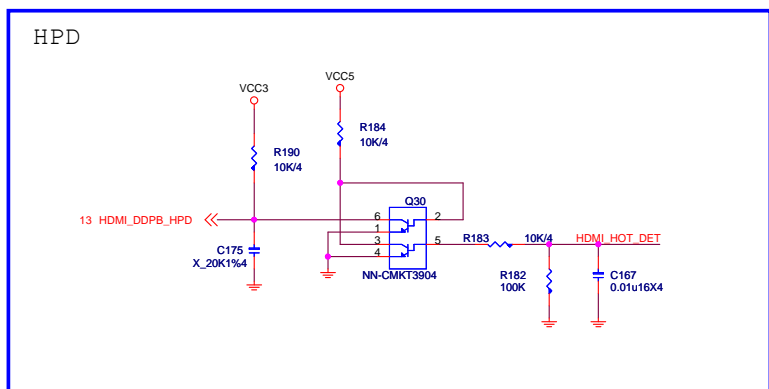 HPD
VCC3
VCC5
R184
10K/4
R190
10K/4
Q30
13 HDMI_DDPB_HPD
6
2
1
3
5
R183
10K/4
HDMI_HOT_DET
4
C175
X_20K1%4
NN-CMKT3904
R182
100K
C167
0.01u16X4